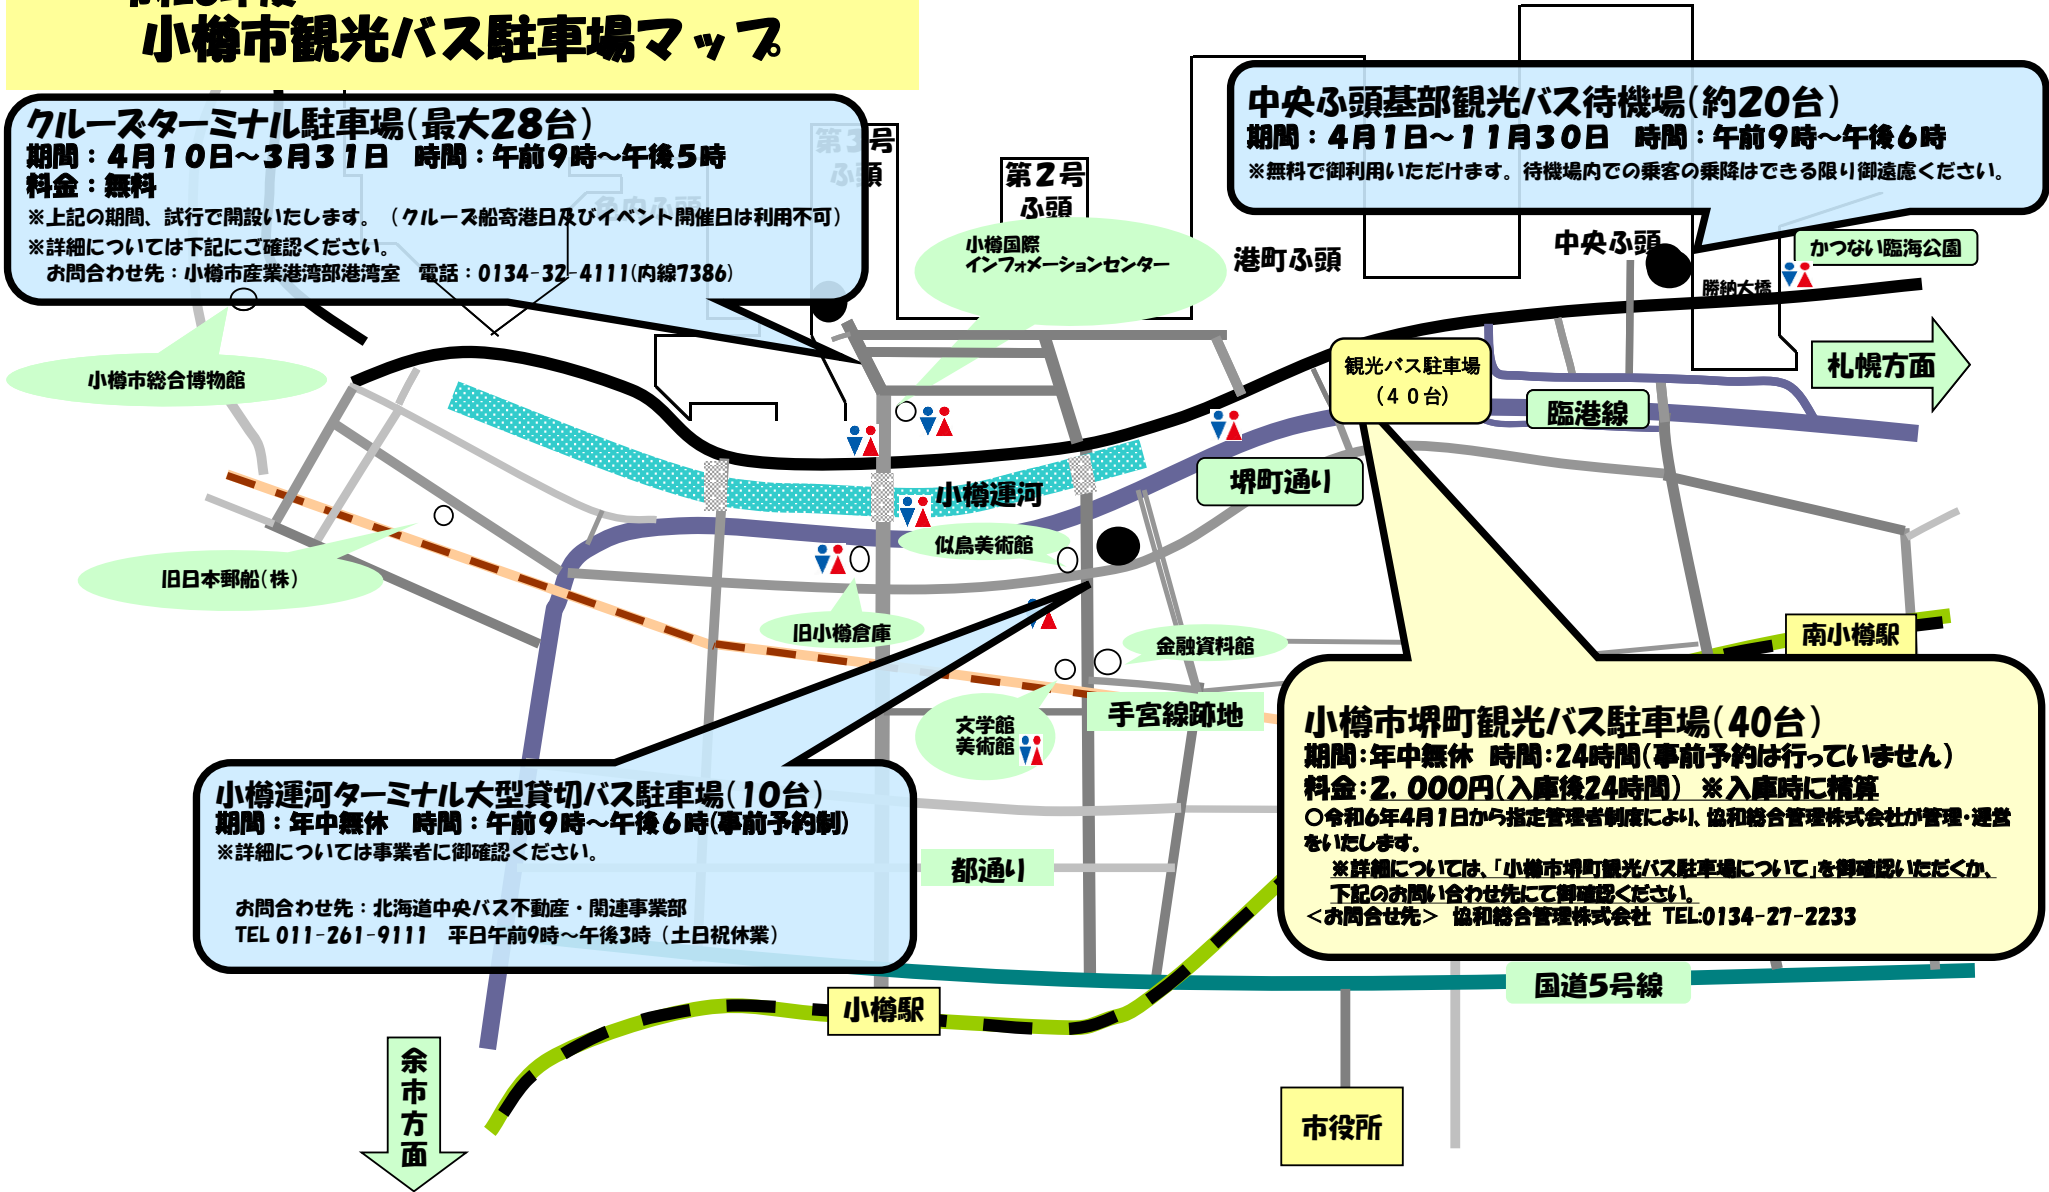 小樽市観光バス駐車場マップ
クルーズターミナル駐車場(最大28台)
期間：4月10日～3月31日　時間：午前9時～午後5時
料金：無料
※上記の期間、試行で開設いたします。（クルーズ船寄港日及びイベント開催日は利用不可）
※詳細については下記にご確認ください。
お問合わせ先：小樽市産業港湾部港湾室　電話：0134-32-4111(内線7386)
第3号
ふ頭
第2号
ふ頭
中央ふ頭基部観光バス待機場(約20台)
期間：4月1日～11月30日　時間：午前9時～午後6時
※無料で御利用いただけます。待機場内での乗客の乗降はできる限り御遠慮ください。
小樽国際
インフォメーションセンター
港町ふ頭
中央ふ頭
かつない臨海公園
勝納大橋
小樽市総合博物館
観光バス駐車場
(40台)
札幌方面
臨港線
堺町通り
小樽運河
似鳥美術館
旧日本郵船(株)
旧小樽倉庫
金融資料館
南小樽駅
文学館
美術館
手宮線跡地
小樽市堺町観光バス駐車場(40台)
期間:年中無休　時間:24時間(事前予約は行っていません)
料金:2,000円(入庫後24時間)　※入庫時に精算
○令和6年4月1日から指定管理者制度により、協和総合管理株式会社が管理・運営
をいたします。
※詳細については、「小樽市堺町観光バス駐車場について」を御確認いただくか、
下記のお問い合わせ先にて御確認ください。
＜お問合せ先＞　協和総合管理株式会社　TEL:0134-27-2233
小樽運河ターミナル大型貸切バス駐車場(10台)
期間：年中無休　時間：午前9時～午後6時(事前予約制)
※詳細については事業者に御確認ください。
お問合わせ先：北海道中央バス不動産・関連事業部
TEL 011-261-9111　平日午前9時～午後3時（土日祝休業）
都通り
小樽駅
国道5号線
余市方面
市役所